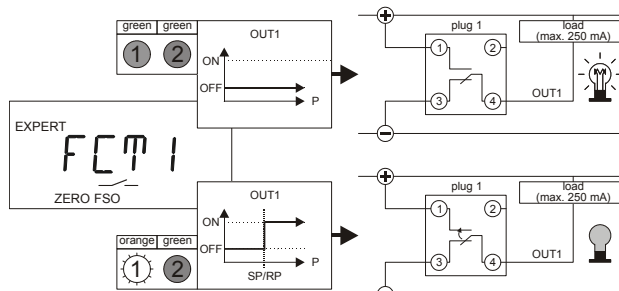 green green
1 2
OUT1
ON
OFF
P
plug 1
1 2
3 4
load
(max. 250 mA)
OUT1
EXPERT
FCT1
ZERO FSO
OUT1
ON
OFF
P
SP/RP
orange green
1 2
plug 1
1 2
3 4
load
(max. 250 mA)
OUT1